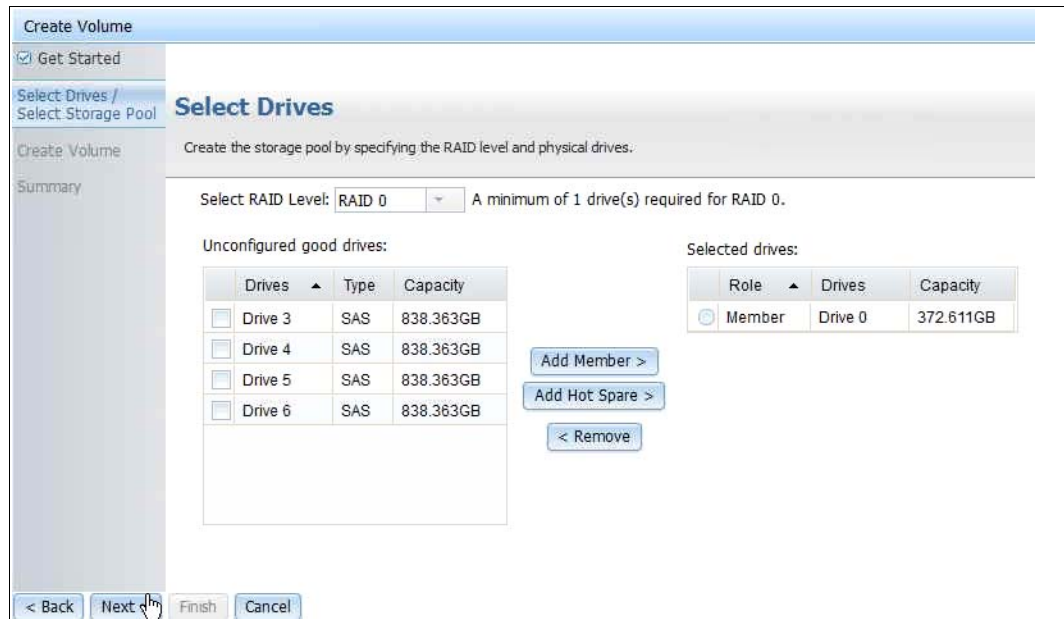 Create Volume
Get Started
Select Drives /
Select Storage Pool
Create Volume
Summary
Select Drives
Create the storage pool by specifying the RAID level and physical drives.
Select RAID Level: RAID 0 A minimum of 1 drive(s) required for RAID 0.
Unconfigured good drives:
Drives Type Capacity
Drive 3 SAS 838.363GB
Drive 4 SAS 838.363GB
Drive 5 SAS 838.363GB
Drive 6 SAS 838.363GB
Add Member >
Add Hot Spare >
< Remove
Selected drives:
Role Drives Capacity
Member Drive 0 372.611GB
< Back Next Finish Cancel